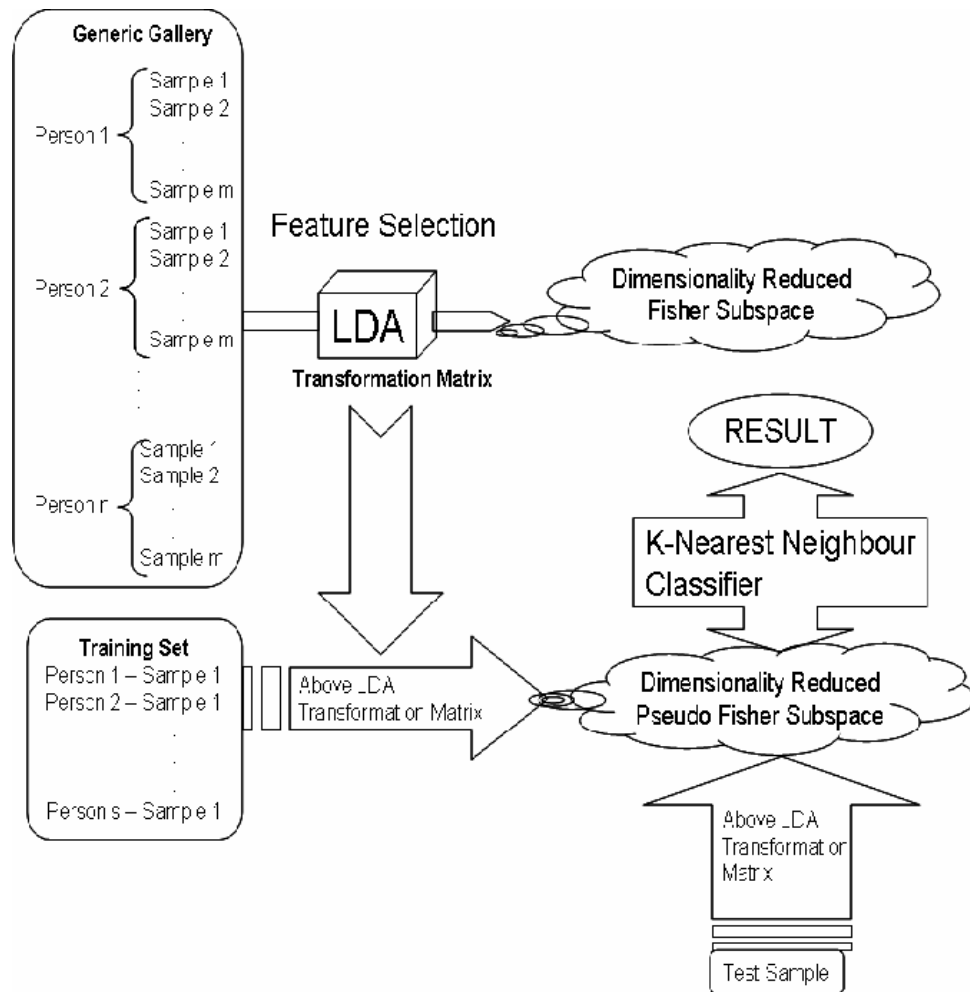 Generic Gallery
Person 1
Sample 1
Sample 2
.
.
Sample m
Person 2
Sample 1
Sample 2
.
.
Sample m
.
.
.
Person n
Sample 1
Sample 2
.
.
Sample m
Feature Selection
LDA
Transformation Matrix
Dimensionality Reduced
Fisher Subspace
RESULT
K-Nearest Neighbour
Classifier
Training Set
Person 1 – Sample 1
Person 2 – Sample 1
.
.
.
Person s – Sample 1
Above LDA
Transformation Matrix
Dimensionality Reduced
Pseudo Fisher Subspace
Above LDA
Transformation
Matrix
Test Sample